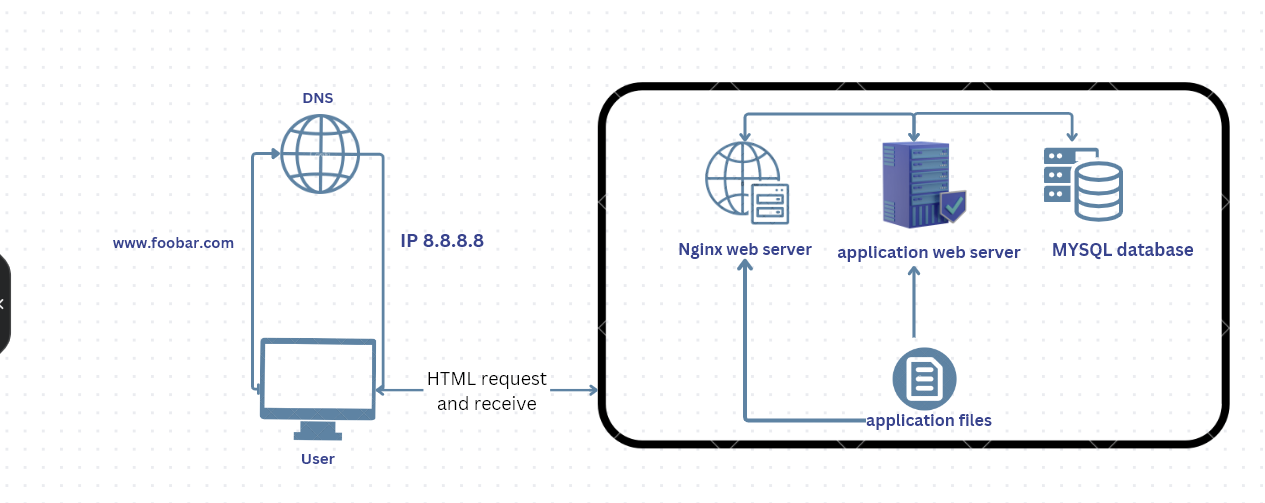 DNS
www.foobar.com
IP 8.8.8.8
User
HTML request
and receive
Nginx web server
application web server
MYSQL database
application files